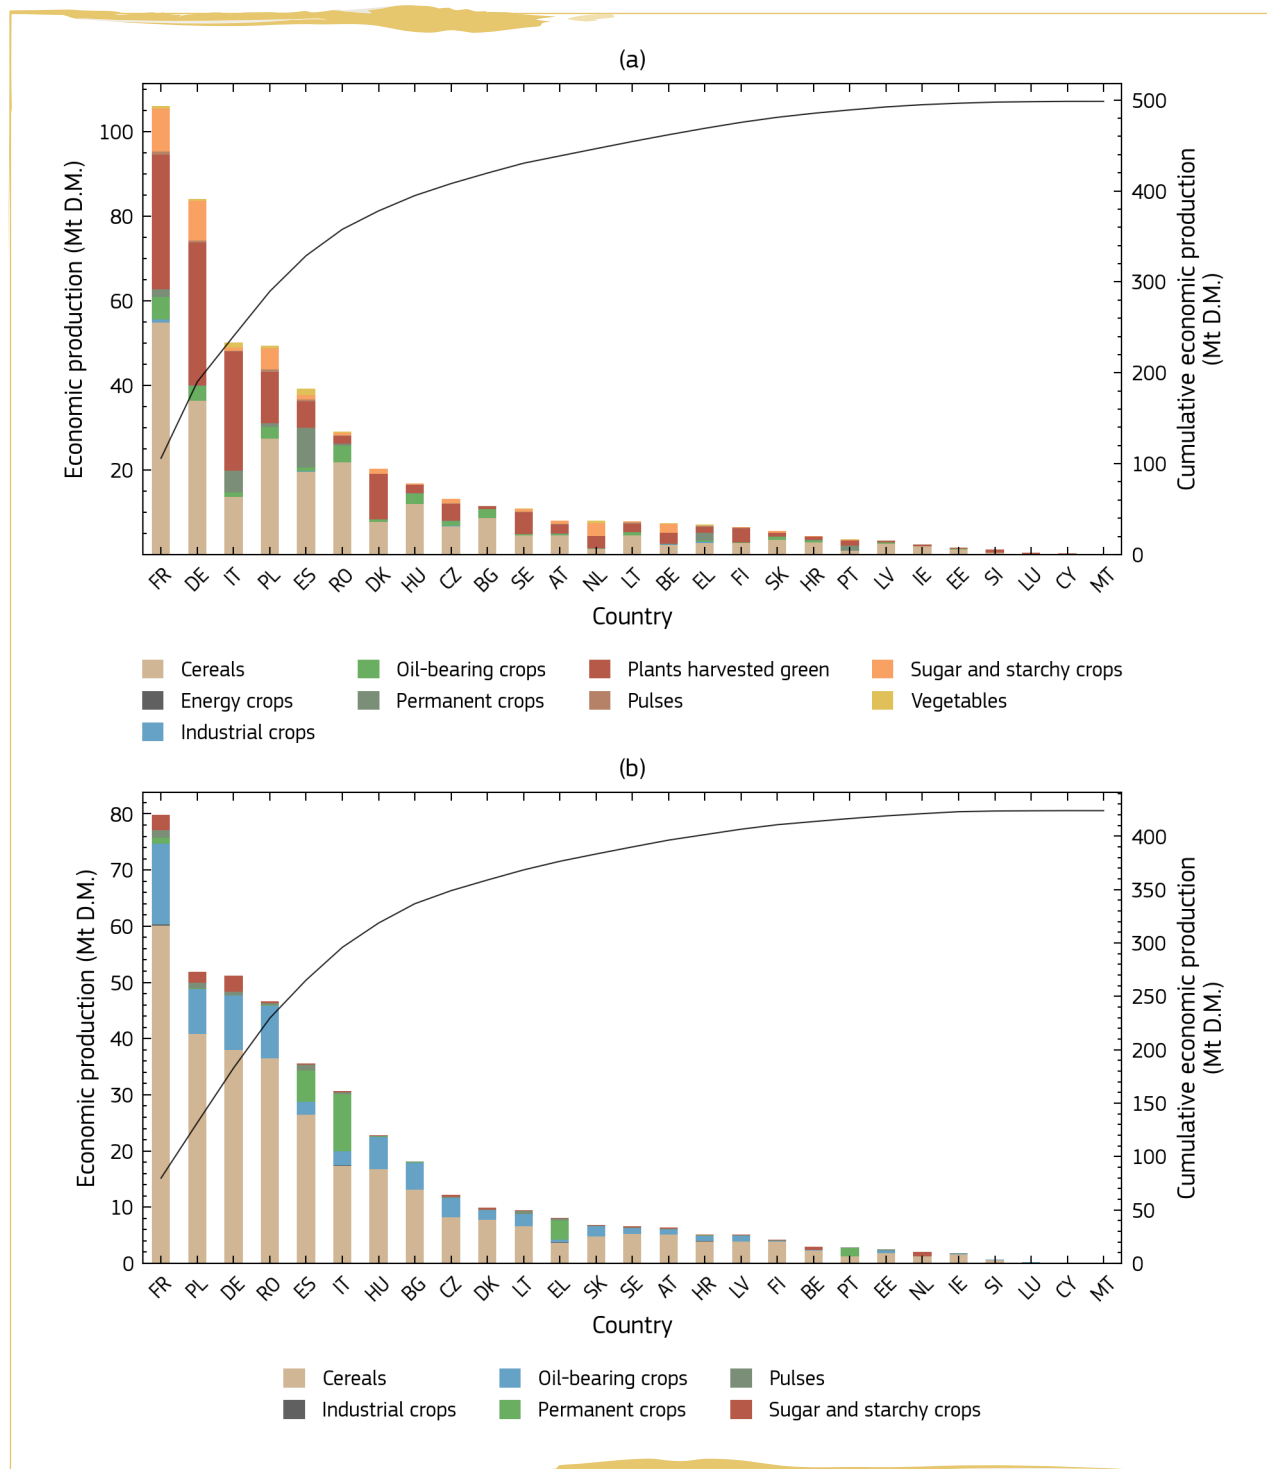 (a)
Economic production (Mt D.M.)
100
80
60
40
20
500
400
300
200
100
0
Cumulative economic production
(Mt D.M.)
FR DE IT PL ES RO DK HU CZ BG SE AT NL LT BE EL FI SK HR PT LV IE EE SI LU CY MT
Country
Cereals Oil-bearing crops Plants harvested green Sugar and starchy crops
Energy crops Permanent crops Pulses Vegetables
Industrial crops
(b)
Economic production (Mt D.M.)
80
70
60
50
40
30
20
10
0
400
350
300
250
200
150
100
50
0
Cumulative economic production
(Mt D.M.)
FR PL DE RO ES IT HU BG CZ DK LT EL SK SE AT HR LV FI BE PT EE NL IE SI LU CY MT
Country
Cereals Oil-bearing crops Pulses
Industrial crops Permanent crops Sugar and starchy crops